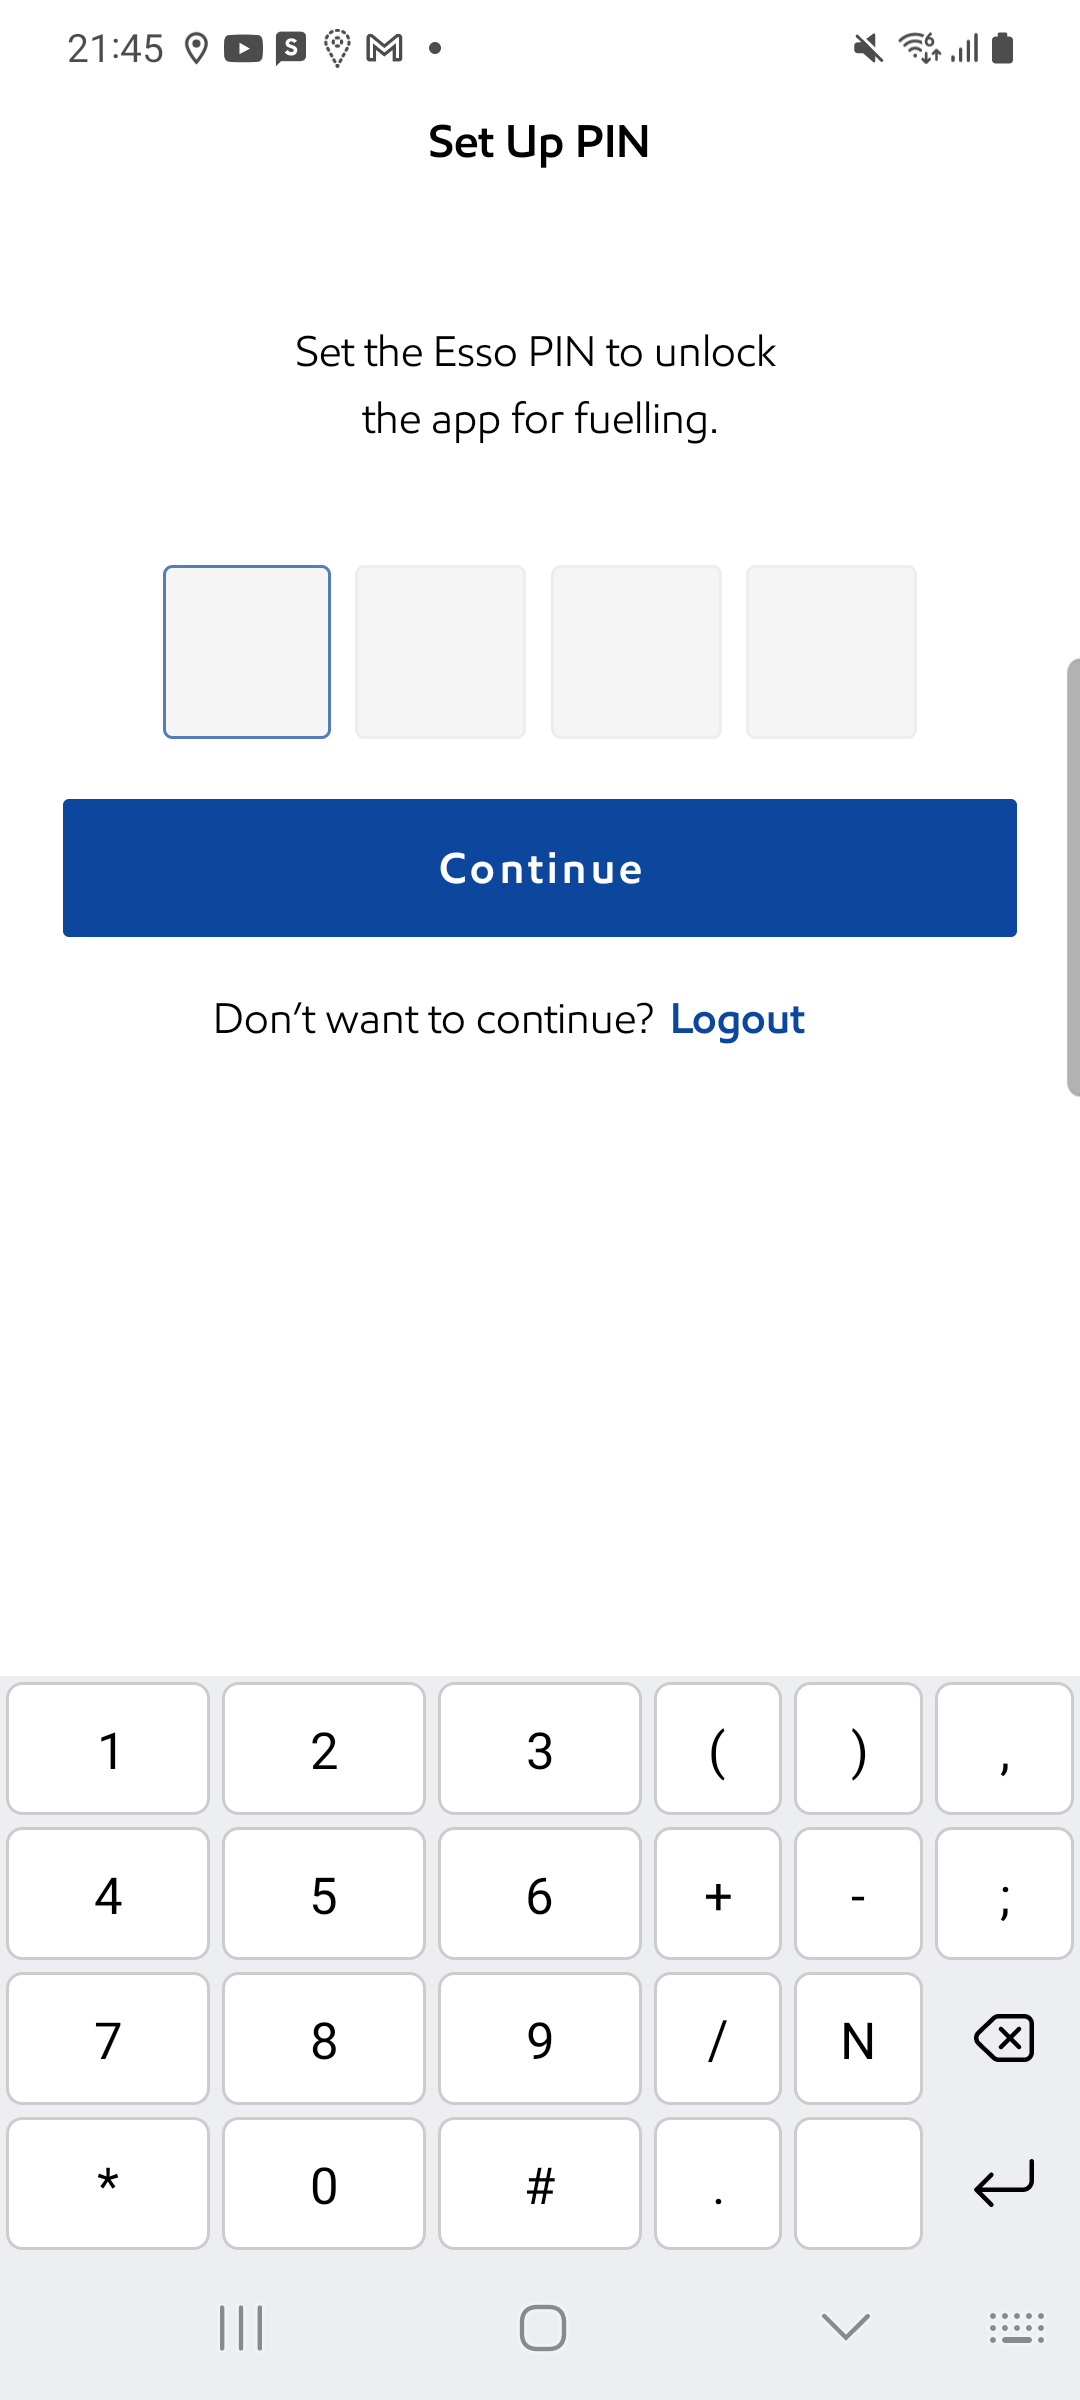 21:45
Set Up PIN
Set the Esso PIN to unlock
the app for fuelling.
Continue
Don't want to continue? Logout
1 2 3 ( ) ,
4 5 6 + - ;
7 8 9 / N
* 0 # .